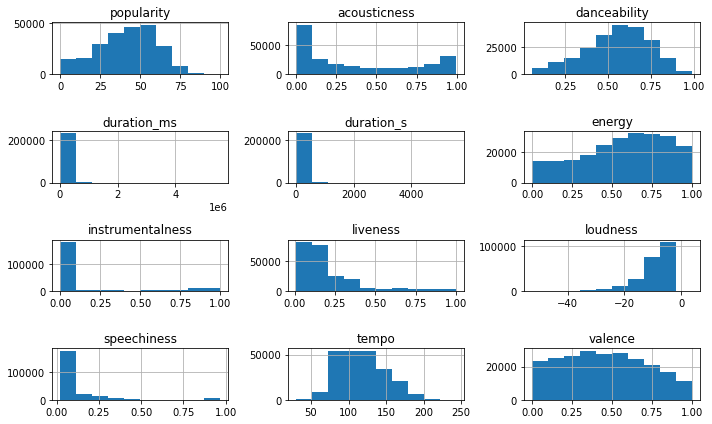 popularity
50000
0
0 25 50 75 100
acousticness
50000
0
0.00 0.25 0.50 0.75 1.00
danceability
25000
0
0.25 0.50 0.75 1.00
duration_ms
200000
0
0 2 4
1e6
duration_s
200000
0
0 2000 4000
energy
20000
0
0.00 0.25 0.50 0.75 1.00
instrumentalness
100000
0
0.00 0.25 0.50 0.75 1.00
liveness
50000
0
0.00 0.25 0.50 0.75 1.00
loudness
100000
0
−40 −20 0
speechiness
100000
0
0.00 0.25 0.50 0.75 1.00
tempo
50000
0
50 100 150 200 250
valence
20000
0
0.00 0.25 0.50 0.75 1.00